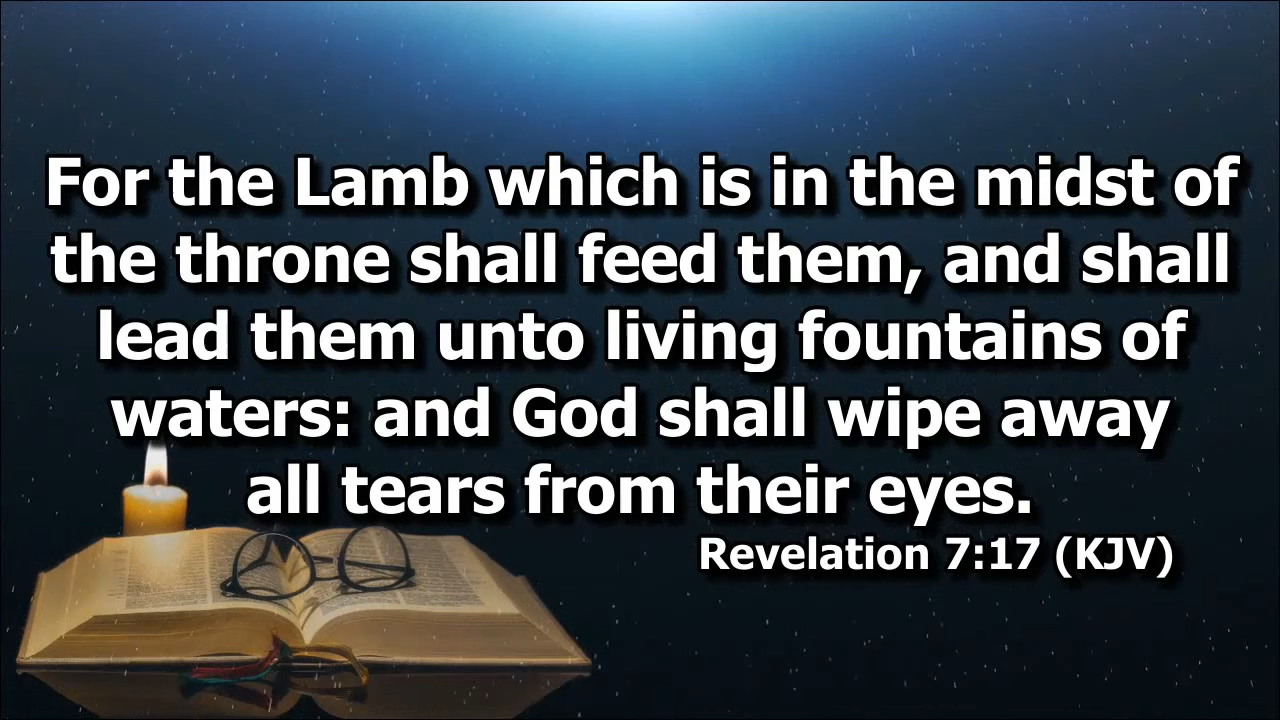 For the Lamb which is in the midst of
the throne shall feed them, and shall
lead them unto living fountains of
waters: and God shall wipe away
all tears from their eyes.
Revelation 7:17 (KJV)